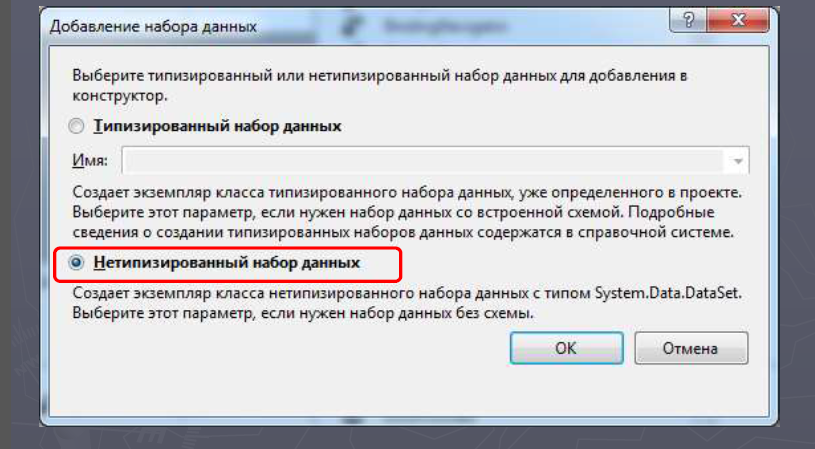 Добавление набора данных
Выберите типизированный или нетипизированный набор данных для добавления в
конструктор.
Типизированный набор данных
Имя:
Создает экземпляр класса типизированного набора данных, уже определенного в проекте.
Выберите этот параметр, если нужен набор данных со встроенной схемой. Подробные
сведения о создании типизированных наборов данных содержатся в справочной системе.
Нетипизированный набор данных
Создает экземпляр класса нетипизированного набора данных с типом System.Data.DataSet.
Выберите этот параметр, если нужен набор данных без схемы.
ОК Отмена